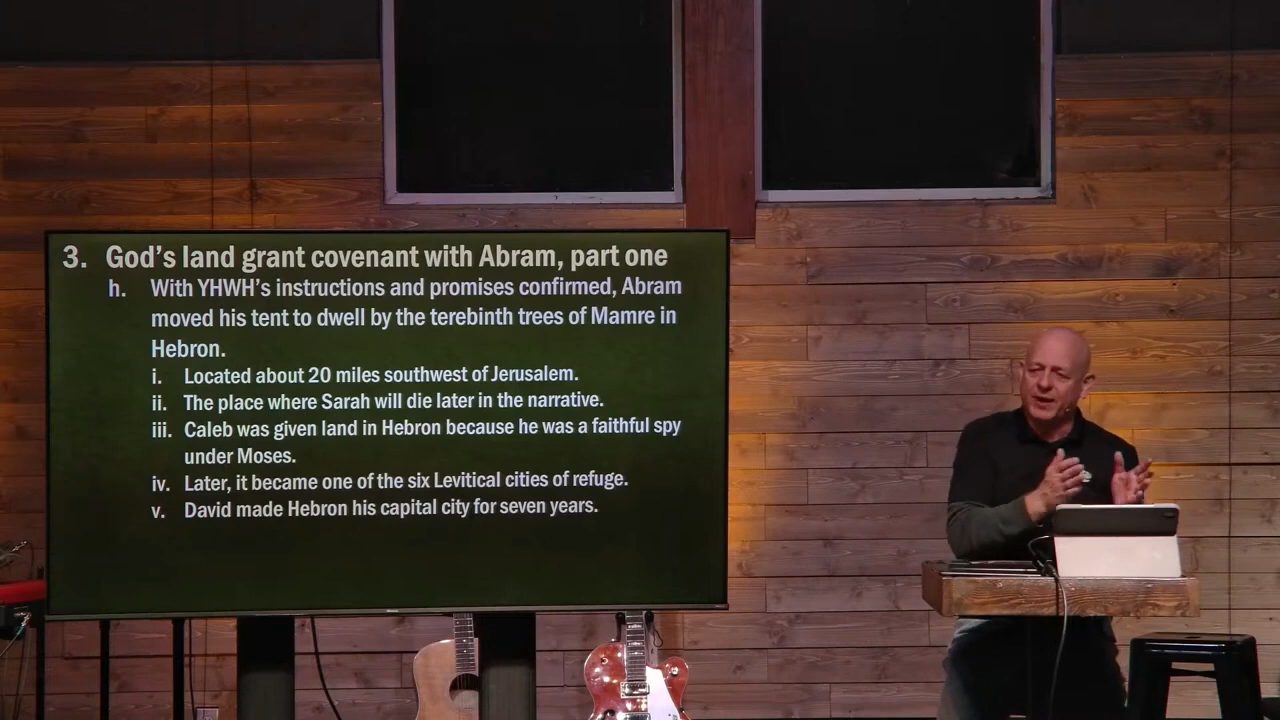 3. God's land grant covenant with Abram, part one
h. With YHWH's instructions and promises confirmed, Abram
moved his tent to dwell by the terebinth trees of Mamre in
Hebron.
i. Located about 20 miles southwest of Jerusalem.
ii. The place where Sarah will die later in the narrative.
iii. Caleb was given land in Hebron because he was a faithful spy
under Moses.
iv. Later, it became one of the six Levitical cities of refuge.
v. David made Hebron his capital city for seven years.